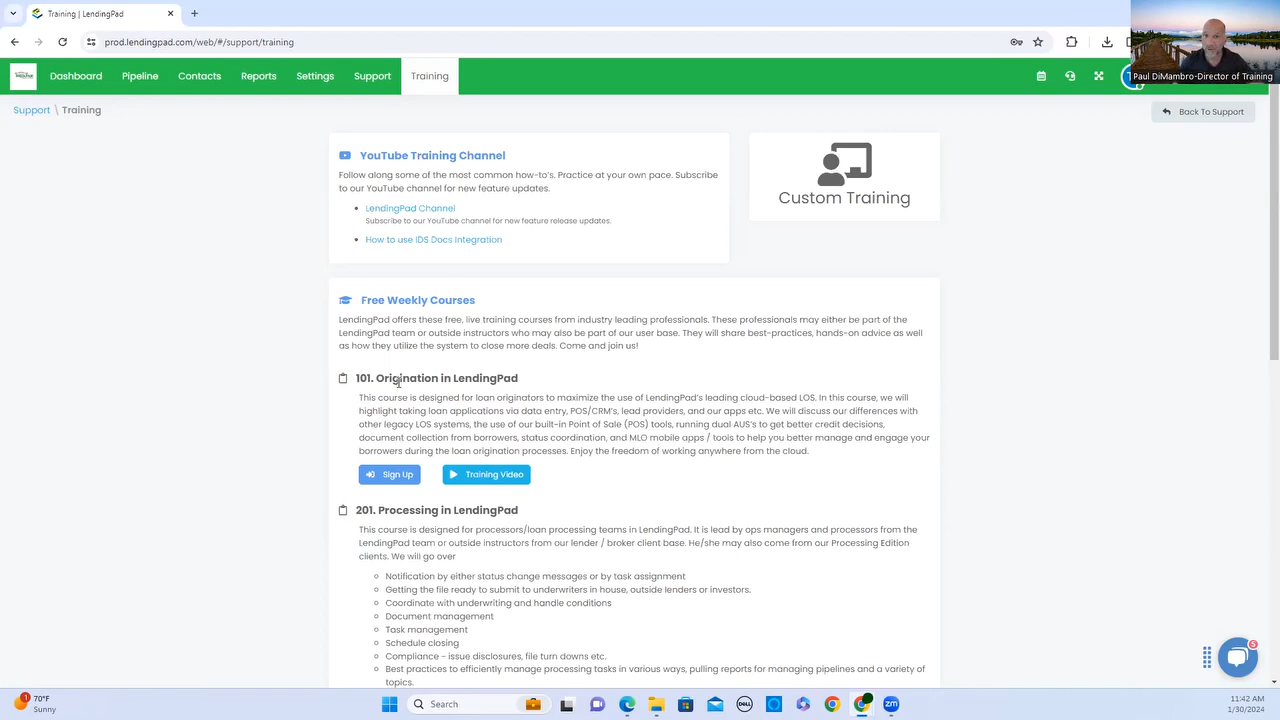 Training | LendingPad
prod.lendingpad.com/web/#/support/training
Paul DiMambro-Director of Training
Dashboard Pipeline Contacts Reports Settings Support Training
Support \ Training
Back To Support
YouTube Training Channel
Follow along some of the most common how-to's. Practice at your own pace. Subscribe
to our YouTube channel for new feature updates.
LendingPad Channel
Subscribe to our YouTube channel for new feature release updates.
How to use IDS Docs Integration
Custom Training
Free Weekly Courses
LendingPad offers these free, live training courses from industry leading professionals. These professionals may either be part of the
LendingPad team or outside instructors who may also be part of our user base. They will share best-practices, hands-on advice as well
as how they utilize the system to close more deals. Come and join us!
101. Origination in LendingPad
This course is designed for loan originators to maximize the use of LendingPad's leading cloud-based LOS. In this course, we will
highlight taking loan applications via data entry, POS/CRM's, lead providers, and our apps etc. We will discuss our differences with
other legacy LOS systems, the use of our built-in Point of Sale (POS) tools, running dual AUS's to get better credit decisions,
document collection from borrowers, status coordination, and MLO mobile apps / tools to help you better manage and engage your
borrowers during the loan origination processes. Enjoy the freedom of working anywhere from the cloud.
Sign Up Training Video
201. Processing in LendingPad
This course is designed for processors/loan processing teams in LendingPad. It is lead by ops managers and processors from the
LendingPad team or outside instructors from our lender / broker client base. He/she may also come from our Processing Edition
clients. We will go over
Notification by either status change messages or by task assignment
Getting the file ready to submit to underwriters in house, outside lenders or investors.
Coordinate with underwriting and handle conditions
Document management
Task management
Schedule closing
Compliance - issue disclosures, file turn downs etc.
Best practices to efficiently manage processing tasks in various ways, pulling reports for managing pipelines and a variety of
topics.
5
1
70°F
Sunny
Search
DELL
zm
11:42 AM
1/30/2024